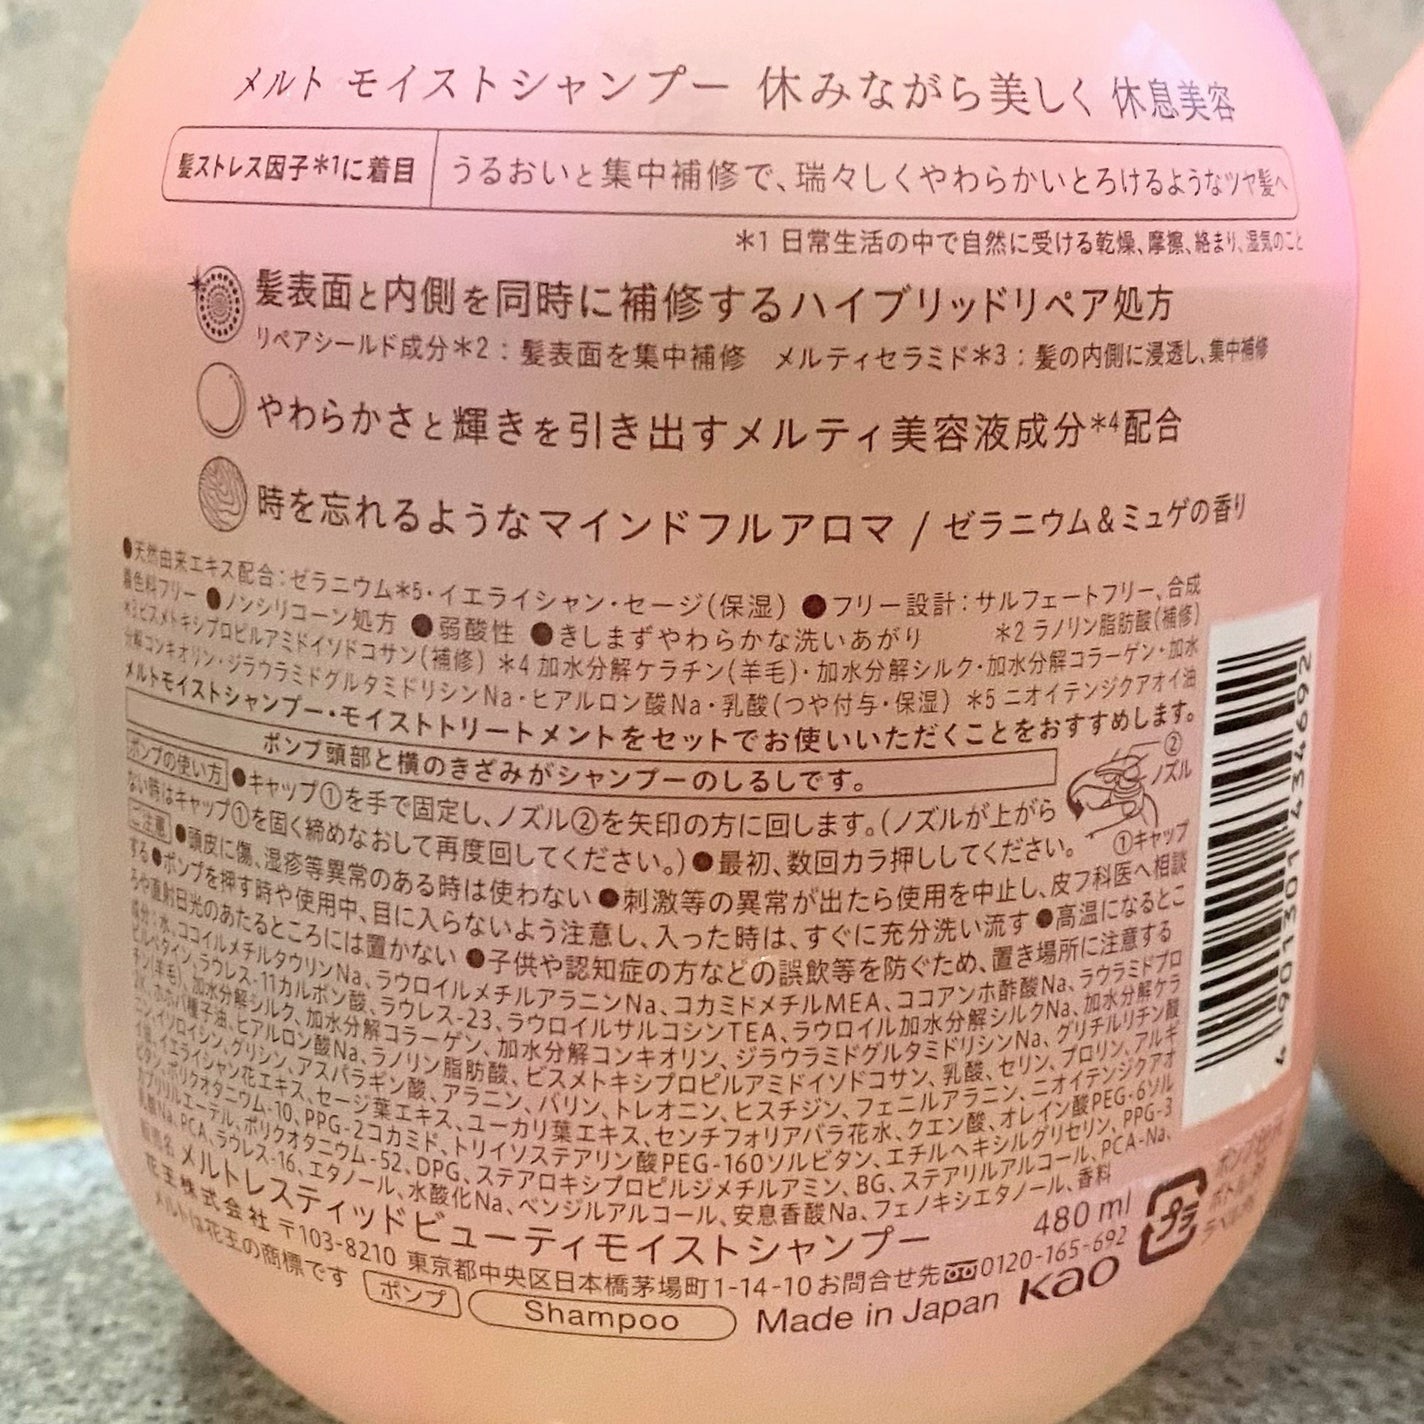 メルト モイストシャンプー 休みながら美しく 休息美容
髪ストレス因子*1に着目 うるおいと集中補修で、瑞々しくやわらかいとろけるようなツヤ髪へ
*1 日常生活の中で自然に受ける乾燥、摩擦、絡まり、湿気のこと
髪表面と内側を同時に補修するハイブリッドリペア処方
リペアシールド成分*2：髪表面を集中補修 メルティセラミド*3：髪の内側に浸透し、集中補修
やわらかさと輝きを引き出すメルティ美容液成分*4配合
時を忘れるようなマインドフルアロマ / ゼラニウム＆ミュゲの香り
●天然由来エキス配合：ゼラニウム*5・イエライシャン・セージ(保湿) ●フリー設計：サルフェートフリー、合成
着色料フリー ●ノンシリコーン処方 ●弱酸性 ●きしまずやわらかな洗いあがり *2 ラノリン脂肪酸(補修)
*3 ビスメトキシプロピルアミドイソドコサン(補修) *4 加水分解ケラチン(羊毛)・加水分解シルク・加水分解コラーゲン・加水
分解コンキオリン・ジラウラミドグルタミドリシンNa・ヒアルロン酸Na・乳酸(つや付与・保湿) *5 ニオイテンジクアオイ油
メルトモイストシャンプー・モイストトリートメントをセットでお使いいただくことをおすすめします。
ポンプ頭部と横のきざみがシャンプーのしるしです。
ポンプの使い方 ●キャップ①を手で固定し、ノズル②を矢印の方に回します。(ノズルが上がら
ない時はキャップ①を固く締めなおして再度回してください。) ●最初、数回カラ押ししてください。
②
ノズル
①キャップ
ご注意 ●頭皮に傷、湿疹等異常のある時は使わない ●刺激等の異常が出たら使用を中止し、皮フ科医へ相談
する ●ポンプを押す時や使用中、目に入らないよう注意し、入った時は、すぐに充分洗い流す ●高温になるとこ
ろや直射日光のあたるところには置かない ●子供や認知症の方などの誤飲等を防ぐため、置き場所に注意する
成分：水、ココイルメチルタウリンNa、ラウロイルメチルアラニンNa、コカミドメチルMEA、ココアンホ酢酸Na、ラウラミドプロ
ピルベタイン、ラウレス-11カルボン酸、ラウレス-23、ラウロイルサルコシンTEA、ラウロイル加水分解シルクNa、加水分解ケラ
チン(羊毛)、加水分解シルク、加水分解コラーゲン、加水分解コンキオリン、ジラウラミドグルタミドリシンNa、グリチルリチン酸
2K、ホホバ種子油、ヒアルロン酸Na、ラノリン脂肪酸、ビスメトキシプロピルアミドイソドコサン、乳酸、セリン、プロリン、アルギ
ニン、イソロイシン、グリシン、アスパラギン酸、アラニン、バリン、トレオニン、ヒスチジン、フェニルアラニン、ニオイテンジクアオ
イ油、イエライシャン花エキス、セージ葉エキス、ユーカリ葉エキス、センチフォリアバラ花水、クエン酸、オレイン酸PEG-6ソル
ビタン、ポリクオタニウム-10、PPG-2コカミド、トリイソステアリン酸PEG-160ソルビタン、エチルヘキシルグリセリン、PPG-3
カプリルエーテル、ポリクオタニウム-52、DPG、ステアロキシプロピルジメチルアミン、BG、ステアリルアルコール、PCA-Na、
乳酸Na、PCA、ラウレス-16、エタノール、水酸化Na、ベンジルアルコール、安息香酸Na、フェノキシエタノール、香料
販売名：メルトレスティッドビューティモイストシャンプー 480 ml
花王株式会社 〒103-8210 東京都中央区日本橋茅場町1-14-10 お問合せ先 0120-165-692
メルトは花王の商標です ポンプ Shampoo Made in Japan Kao
プラ
4 901301 434692